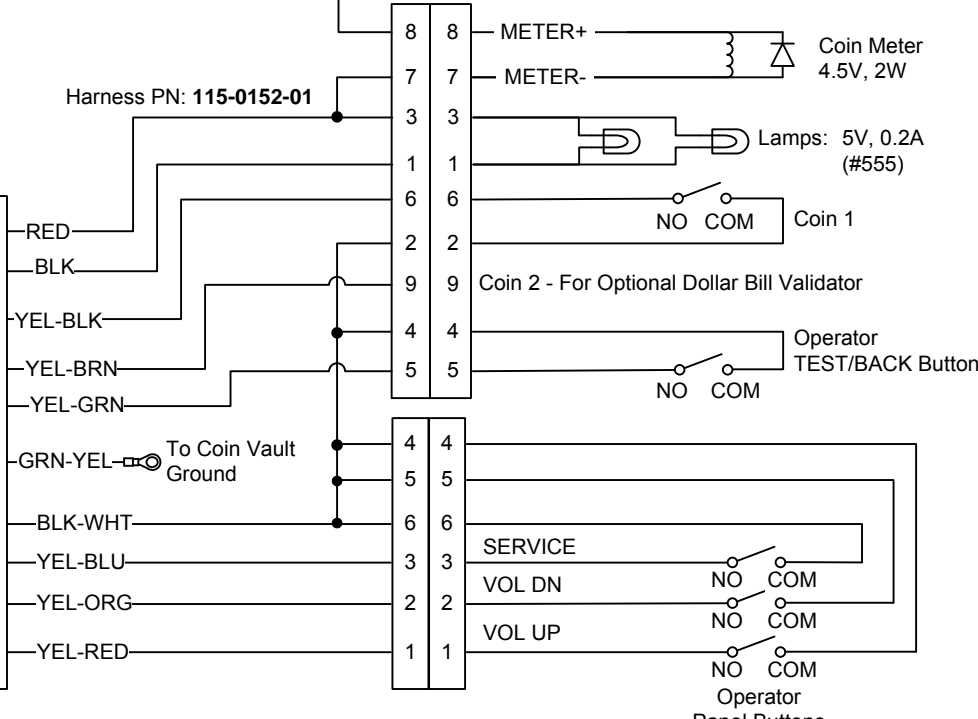 8 8 METER+
Coin Meter
4.5V, 2W
7 7 METER-
Harness PN: 115-0152-01
3 3
Lamps: 5V, 0.2A
(#555)
1 1
6 6
NO COM
Coin 1
RED
2 2
BLK
9 9 Coin 2 - For Optional Dollar Bill Validator
YEL-BLK
4 4
Operator
TEST/BACK Button
YEL-BRN
5 5
NO COM
YEL-GRN
4 4
To Coin Vault
Ground
GRN-YEL
5 5
BLK-WHT
6 6
SERVICE
YEL-BLU
3 3
NO COM
VOL DN
YEL-ORG
2 2
NO COM
VOL UP
YEL-RED
1 1
NO COM
Operator
Panel Buttons